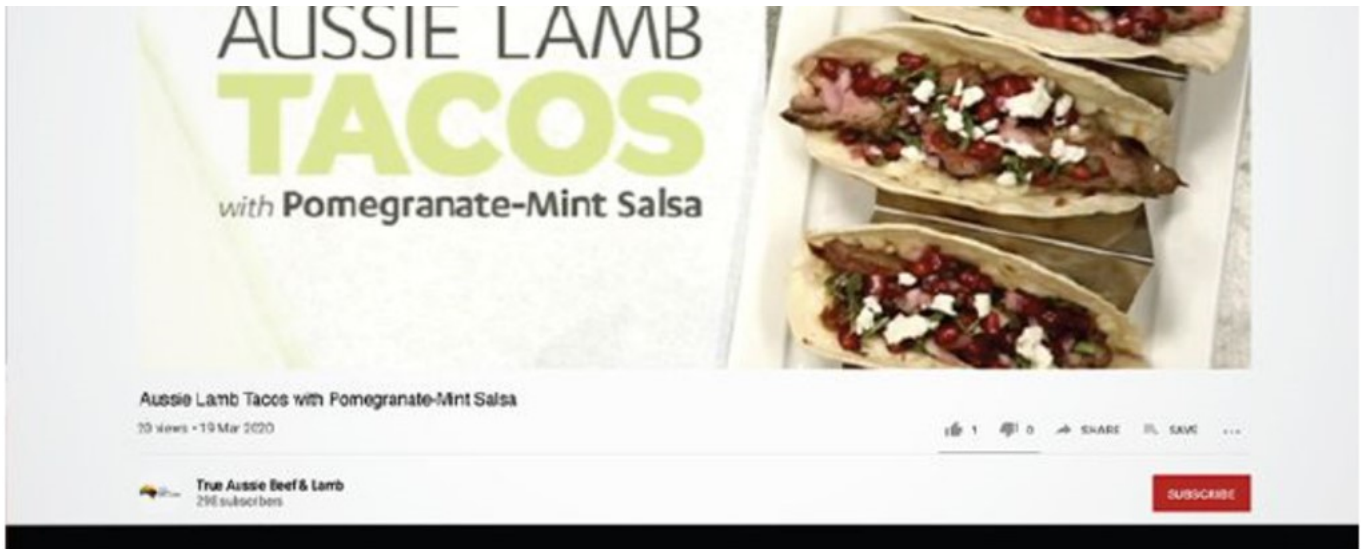 AUSSIE LAMB
TACOS
with Pomegranate-Mint Salsa
Aussie Lamb Tacos with Pomegranate-Mint Salsa
views • 19 Mar 2020
1
0
SHARE
SAVE
...
True Aussie Beef & Lamb
subscribers
SUBSCRIBE